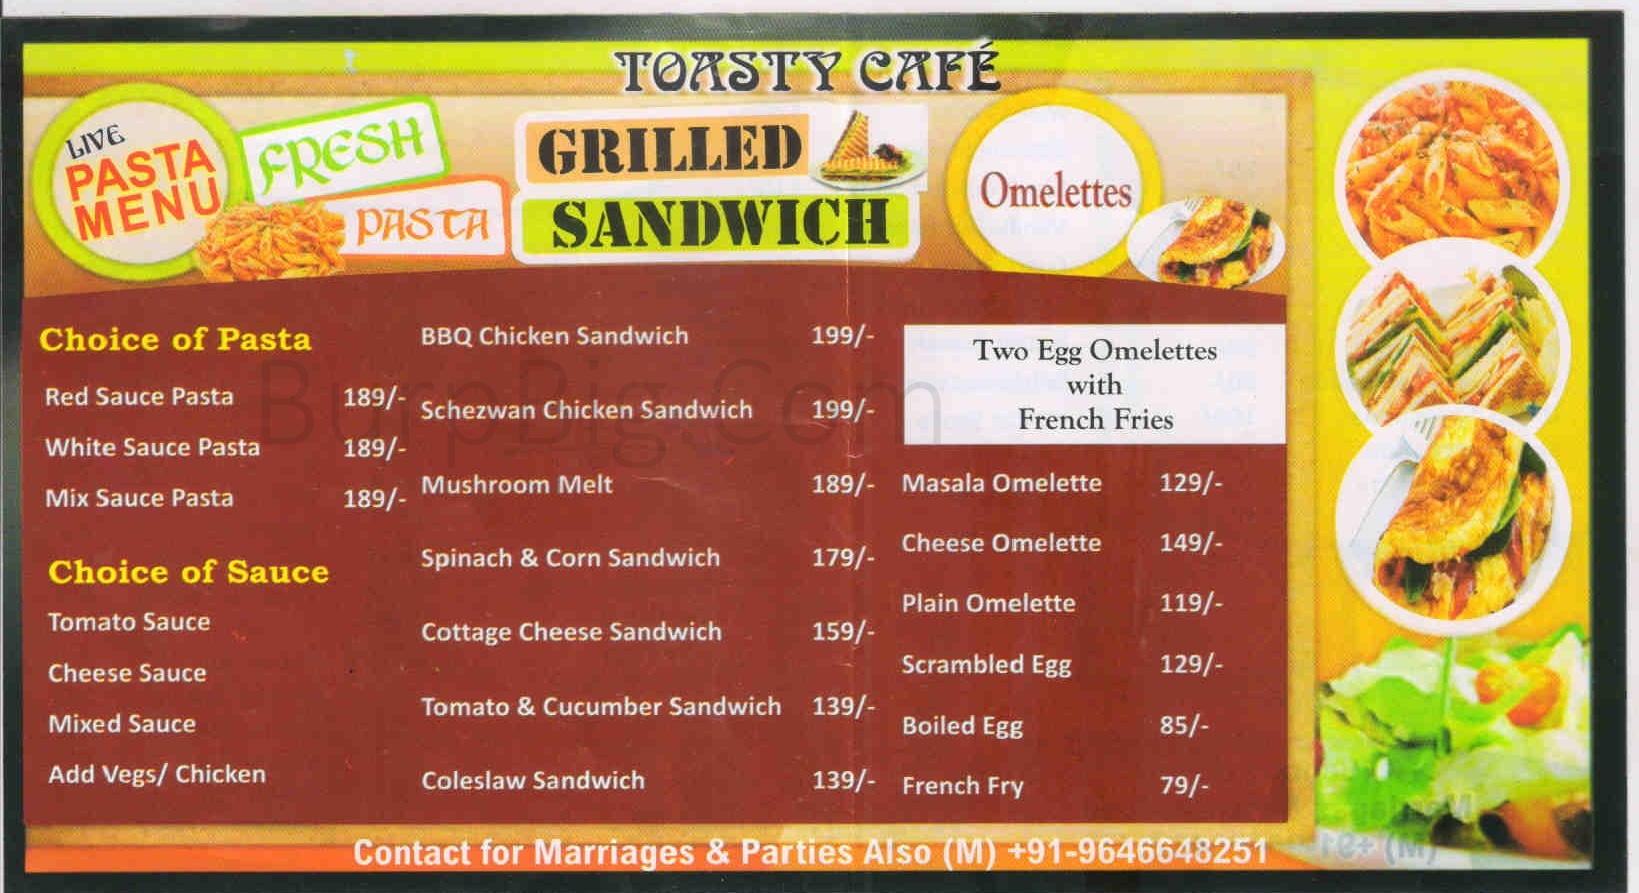 TOASTY CAFÉ
LIVE
PASTA
MENU
FRESH
PASTA
GRILLED
SANDWICH
Omelettes
Choice of Pasta
Red Sauce Pasta 189/-
White Sauce Pasta 189/-
Mix Sauce Pasta 189/-
Choice of Sauce
Tomato Sauce
Cheese Sauce
Mixed Sauce
Add Vegs/ Chicken
BBQ Chicken Sandwich 199/-
Schezwan Chicken Sandwich 199/-
Mushroom Melt 189/-
Spinach & Corn Sandwich 179/-
Cottage Cheese Sandwich 159/-
Tomato & Cucumber Sandwich 139/-
Coleslaw Sandwich 139/-
Two Egg Omelettes
with
French Fries
Masala Omelette 129/-
Cheese Omelette 149/-
Plain Omelette 119/-
Scrambled Egg 129/-
Boiled Egg 85/-
French Fry 79/-
BurpBig.Com
Contact for Marriages & Parties Also (M) +91-9646648251